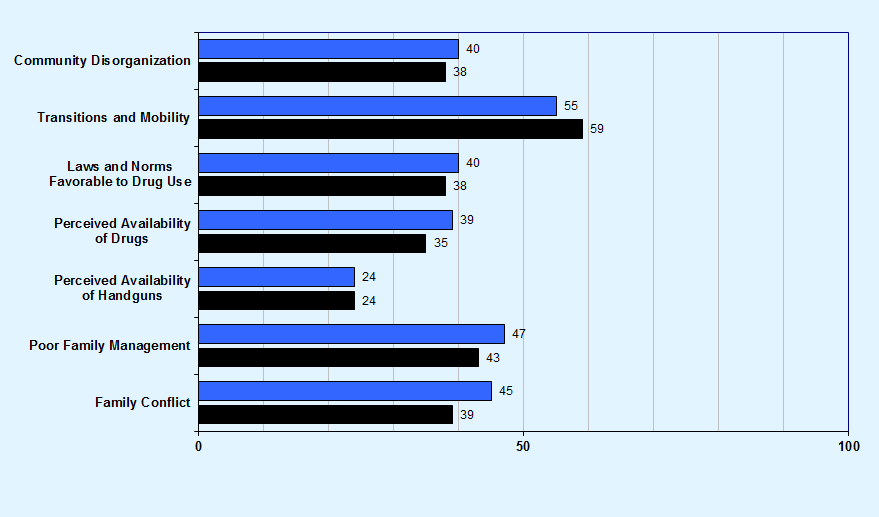 Community Disorganization
40
38
Transitions and Mobility
55
59
Laws and Norms
Favorable to Drug Use
40
38
Perceived Availability
of Drugs
39
35
Perceived Availability
of Handguns
24
24
Poor Family Management
47
43
Family Conflict
45
39
0 50 100